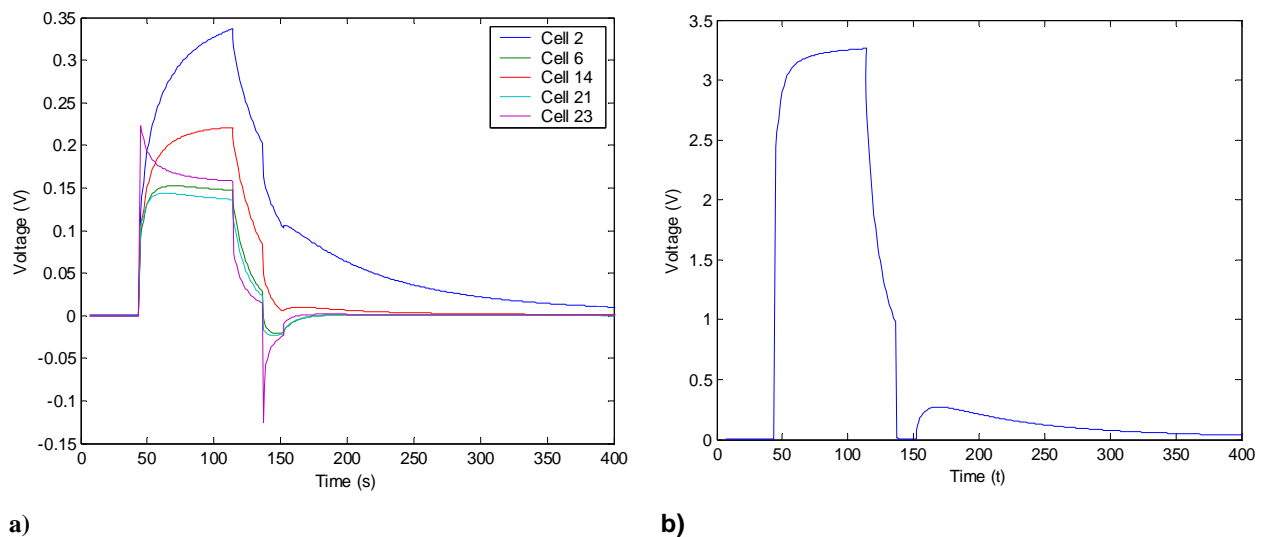 0.35
0.3
0.25
0.2
0.15
0.1
0.05
0
-0.05
-0.1
-0.15
Voltage (V)
0 50 100 150 200 250 300 350 400
Time (s)
Cell 2
Cell 6
Cell 14
Cell 21
Cell 23
a)
3.5
3
2.5
2
1.5
1
0.5
0
Voltage (V)
0 50 100 150 200 250 300 350 400
Time (t)
b)